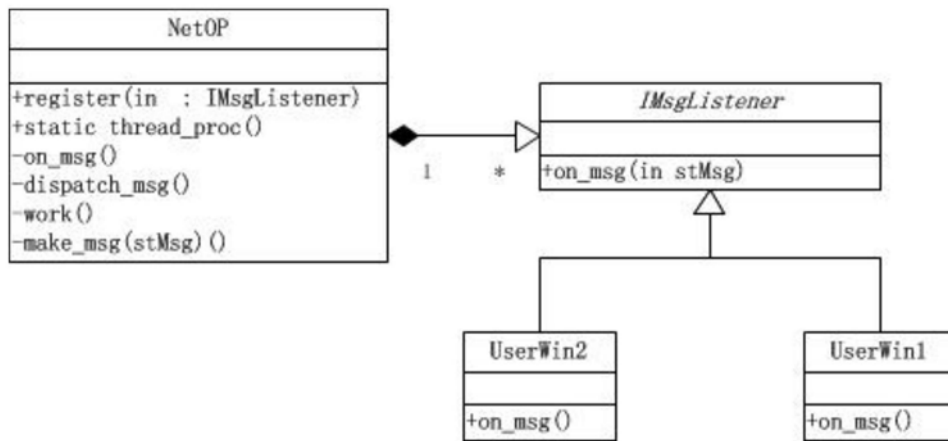 NetOP
+register(in  : IMsgListener)
+static thread_proc()
-on_msg()
-dispatch_msg()
-work()
-make_msg(stMsg)()
1
*
IMsgListener
+on_msg(in stMsg)
UserWin2
+on_msg()
UserWin1
+on_msg()